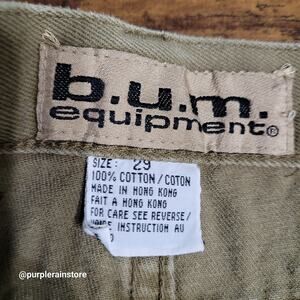 b.u.m.
equipment®
SIZE: 29
100% COTTON/COTON
MADE IN HONG KONG
FAIT A HONG KONG
FOR CARE SEE REVERSE/
INSTRUCTION AU
@purplerainstore